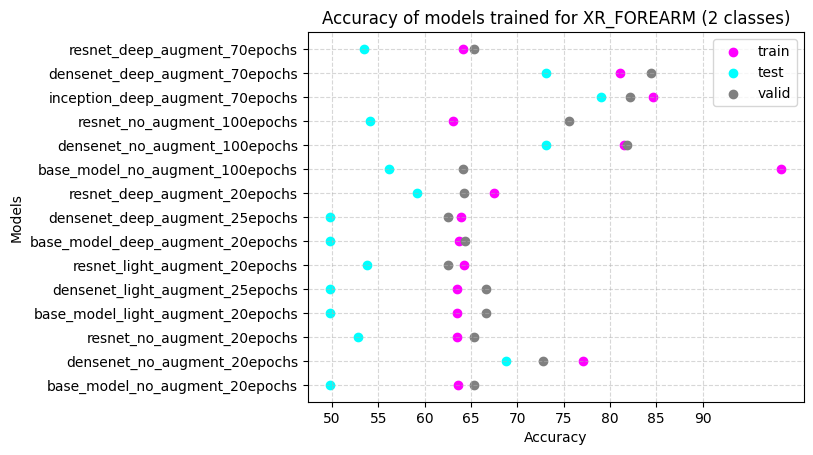 Accuracy of models trained for XR_FOREARM (2 classes)
train
test
valid
Models
resnet_deep_augment_70epochs
densenet_deep_augment_70epochs
inception_deep_augment_70epochs
resnet_no_augment_100epochs
densenet_no_augment_100epochs
base_model_no_augment_100epochs
resnet_deep_augment_20epochs
densenet_deep_augment_25epochs
base_model_deep_augment_20epochs
resnet_light_augment_20epochs
densenet_light_augment_25epochs
base_model_light_augment_20epochs
resnet_no_augment_20epochs
densenet_no_augment_20epochs
base_model_no_augment_20epochs
50 55 60 65 70 75 80 85 90
Accuracy